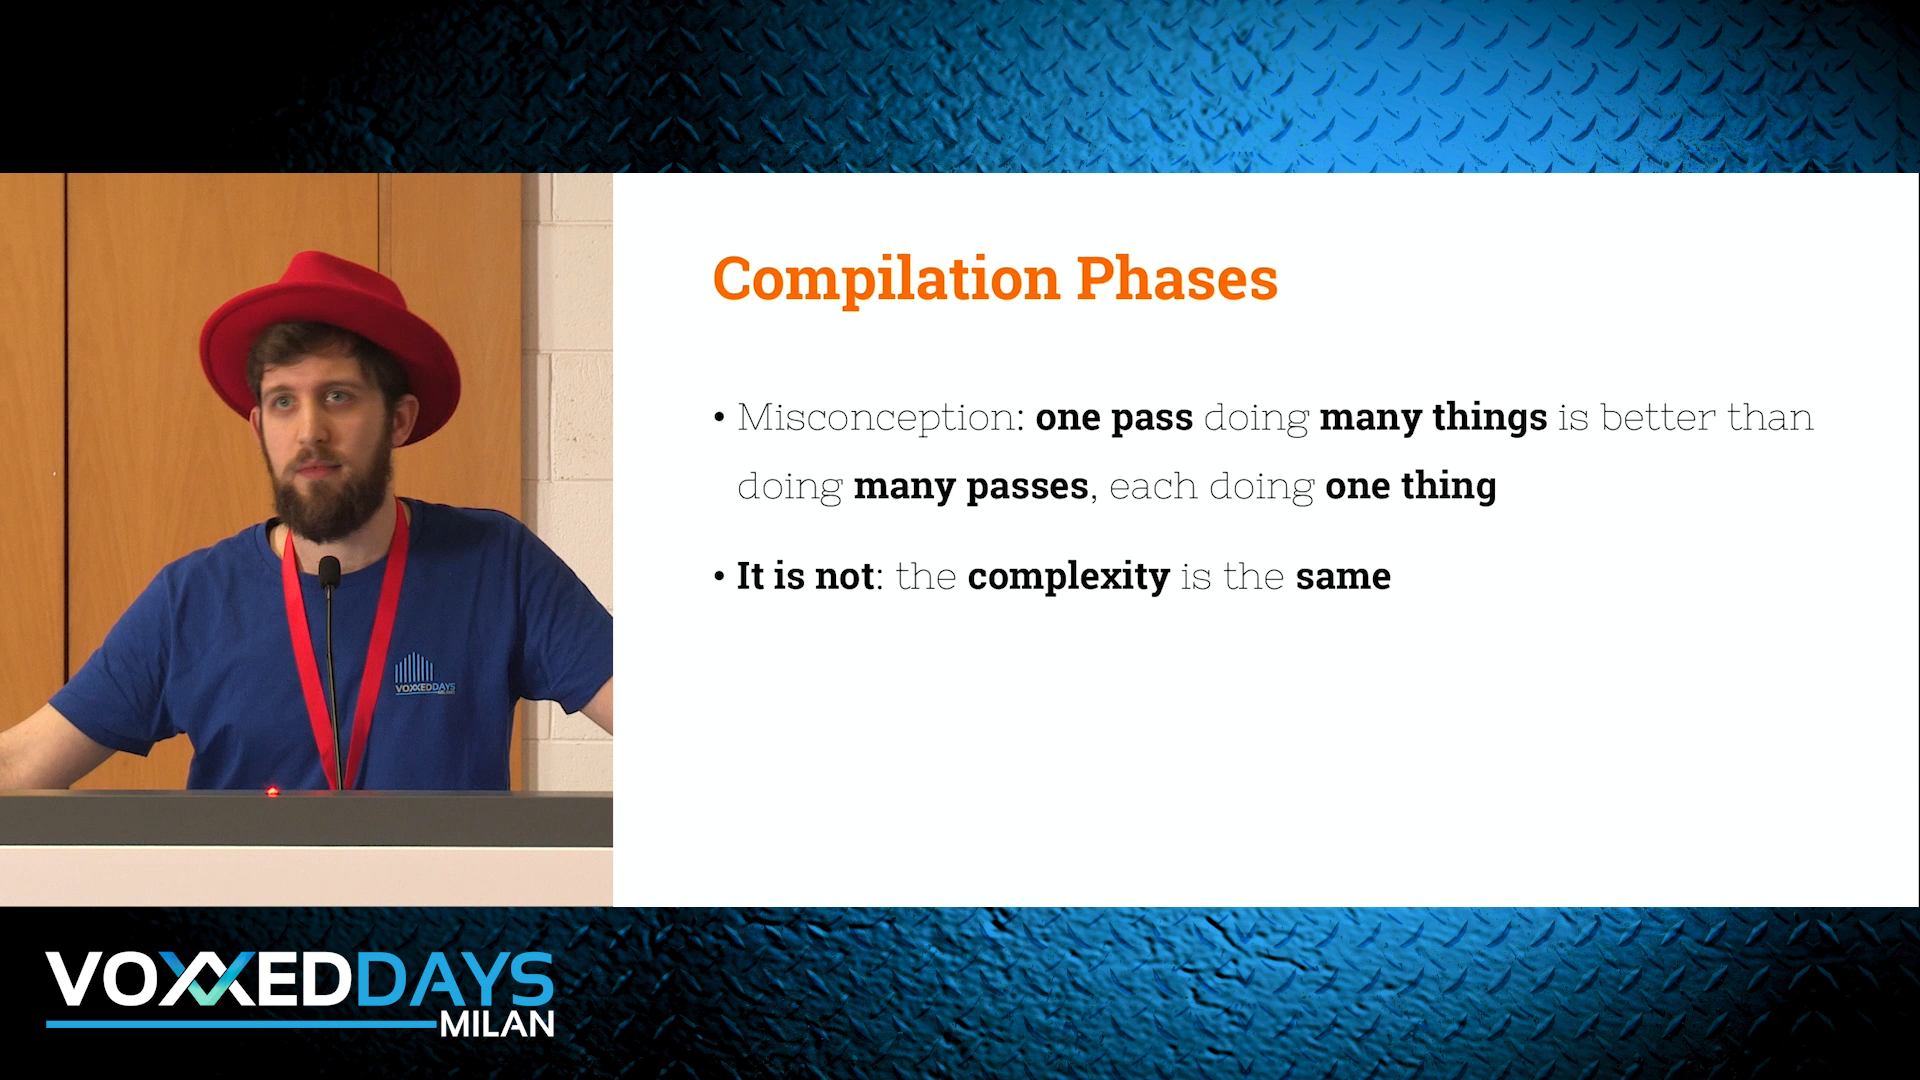 Compilation Phases
• Misconception: one pass doing many things is better than
doing many passes, each doing one thing
• It is not: the complexity is the same
VOXXEDDAYS
VOXXEDDAYS
MILAN